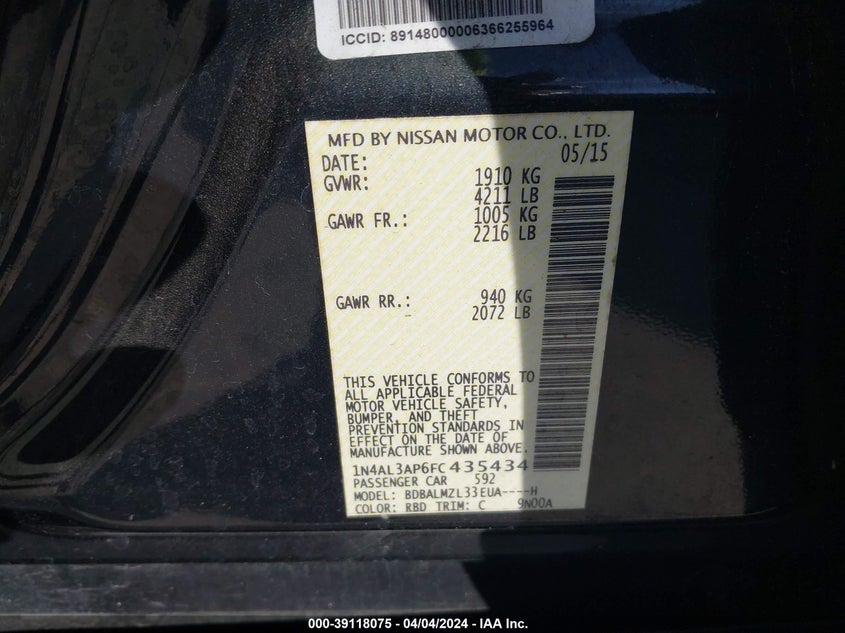 ICCID: 89148000006366255964
MFD BY NISSAN MOTOR CO., LTD.
DATE: 05/15
GVWR: 1910 KG
4211 LB
GAWR FR.: 1005 KG
2216 LB
GAWR RR.: 940 KG
2072 LB
THIS VEHICLE CONFORMS TO
ALL APPLICABLE FEDERAL
MOTOR VEHICLE SAFETY,
BUMPER, AND THEFT
PREVENTION STANDARDS IN
EFFECT ON THE DATE OF
MANUFACTURE SHOWN ABOVE.
1N4AL3AP6FC435434
PASSENGER CAR 592
MODEL: BDBALMZL33EUA----H
COLOR: RBD TRIM: C 9N00A
000-39118075 - 04/04/2024 - IAA Inc.